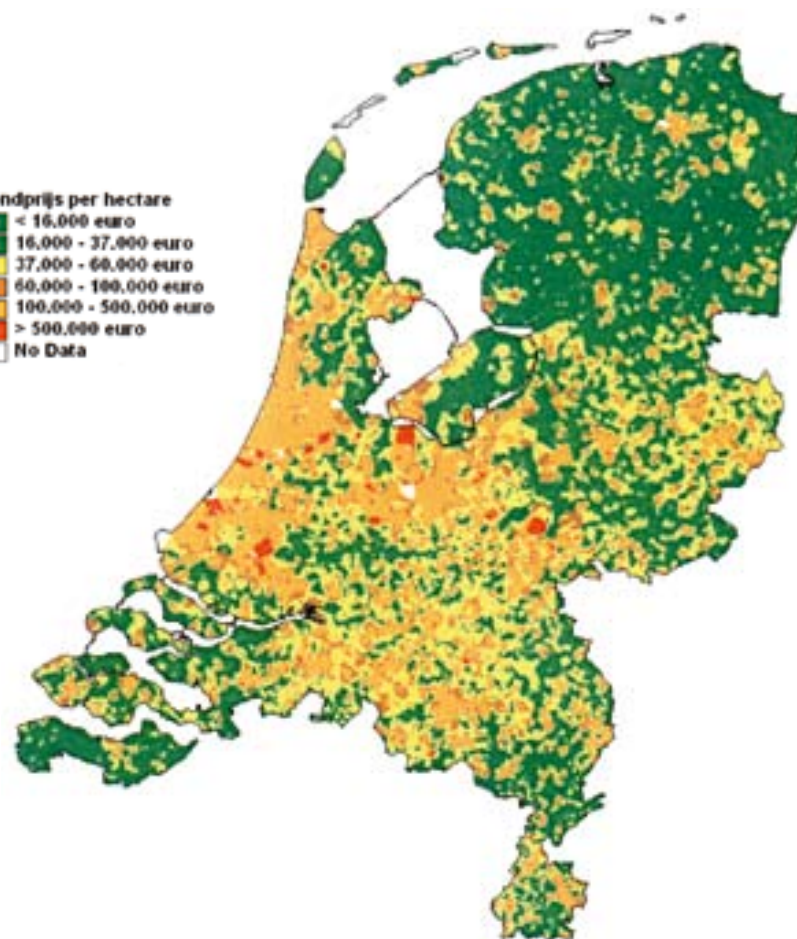 ndprijs per hectare
< 16.000 euro
16.000 - 37.000 euro
37.000 - 60.000 euro
60.000 - 100.000 euro
100.000 - 500.000 euro
> 500.000 euro
No Data